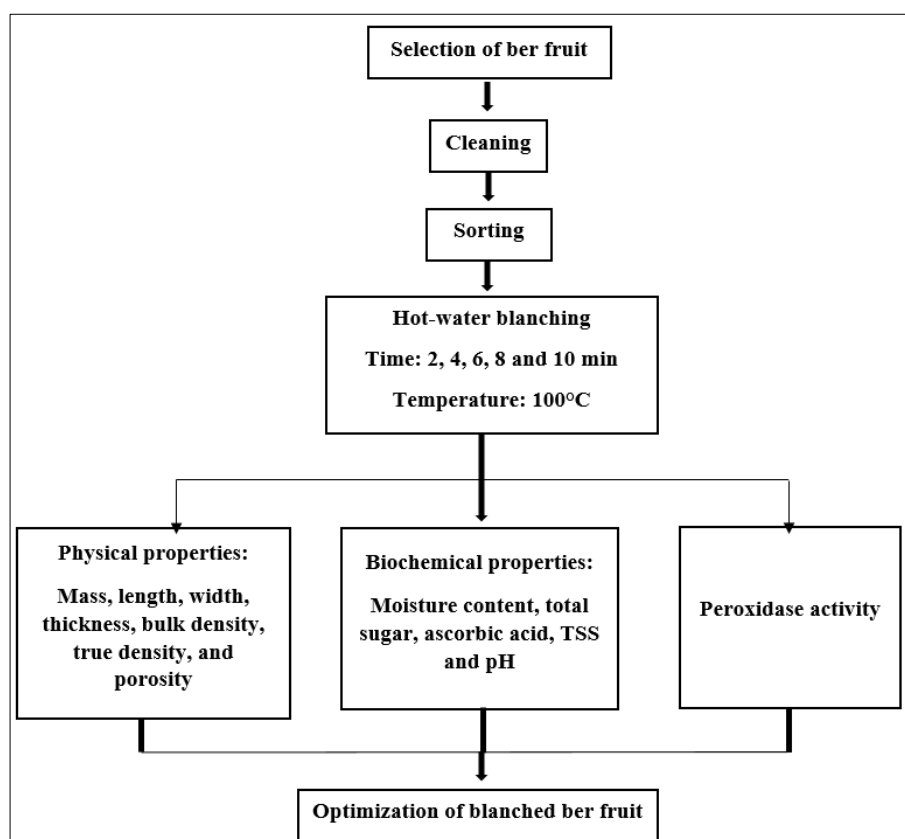 Selection of ber fruit
Cleaning
Sorting
Hot-water blanching
Time: 2, 4, 6, 8 and 10 min
Temperature: 100°C
Physical properties:
Mass, length, width,
thickness, bulk density,
true density, and
porosity
Biochemical properties:
Moisture content, total
sugar, ascorbic acid, TSS
and pH
Peroxidase activity
Optimization of blanched ber fruit